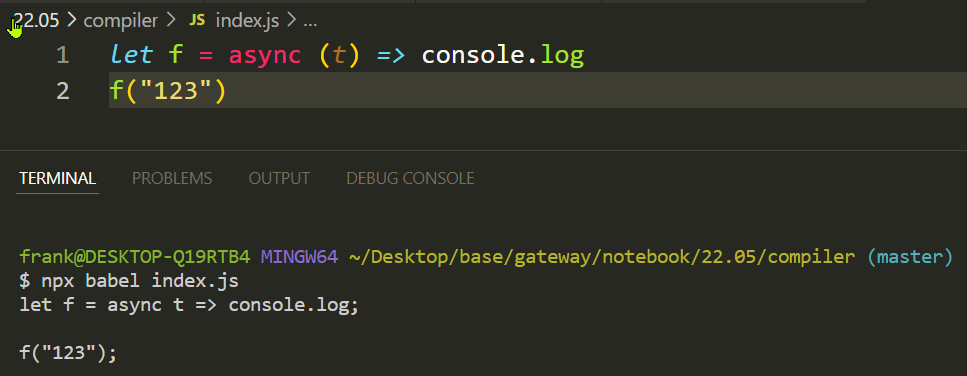 22.05 > compiler > JS index.js > ...
1 let f = async (t) => console.log
2 f("123")
TERMINAL PROBLEMS OUTPUT DEBUG CONSOLE
frank@DESKTOP-Q19RTB4 MINGW64 ~/Desktop/base/gateway/notebook/22.05/compiler (master)
$ npx babel index.js
let f = async t => console.log;
f("123");